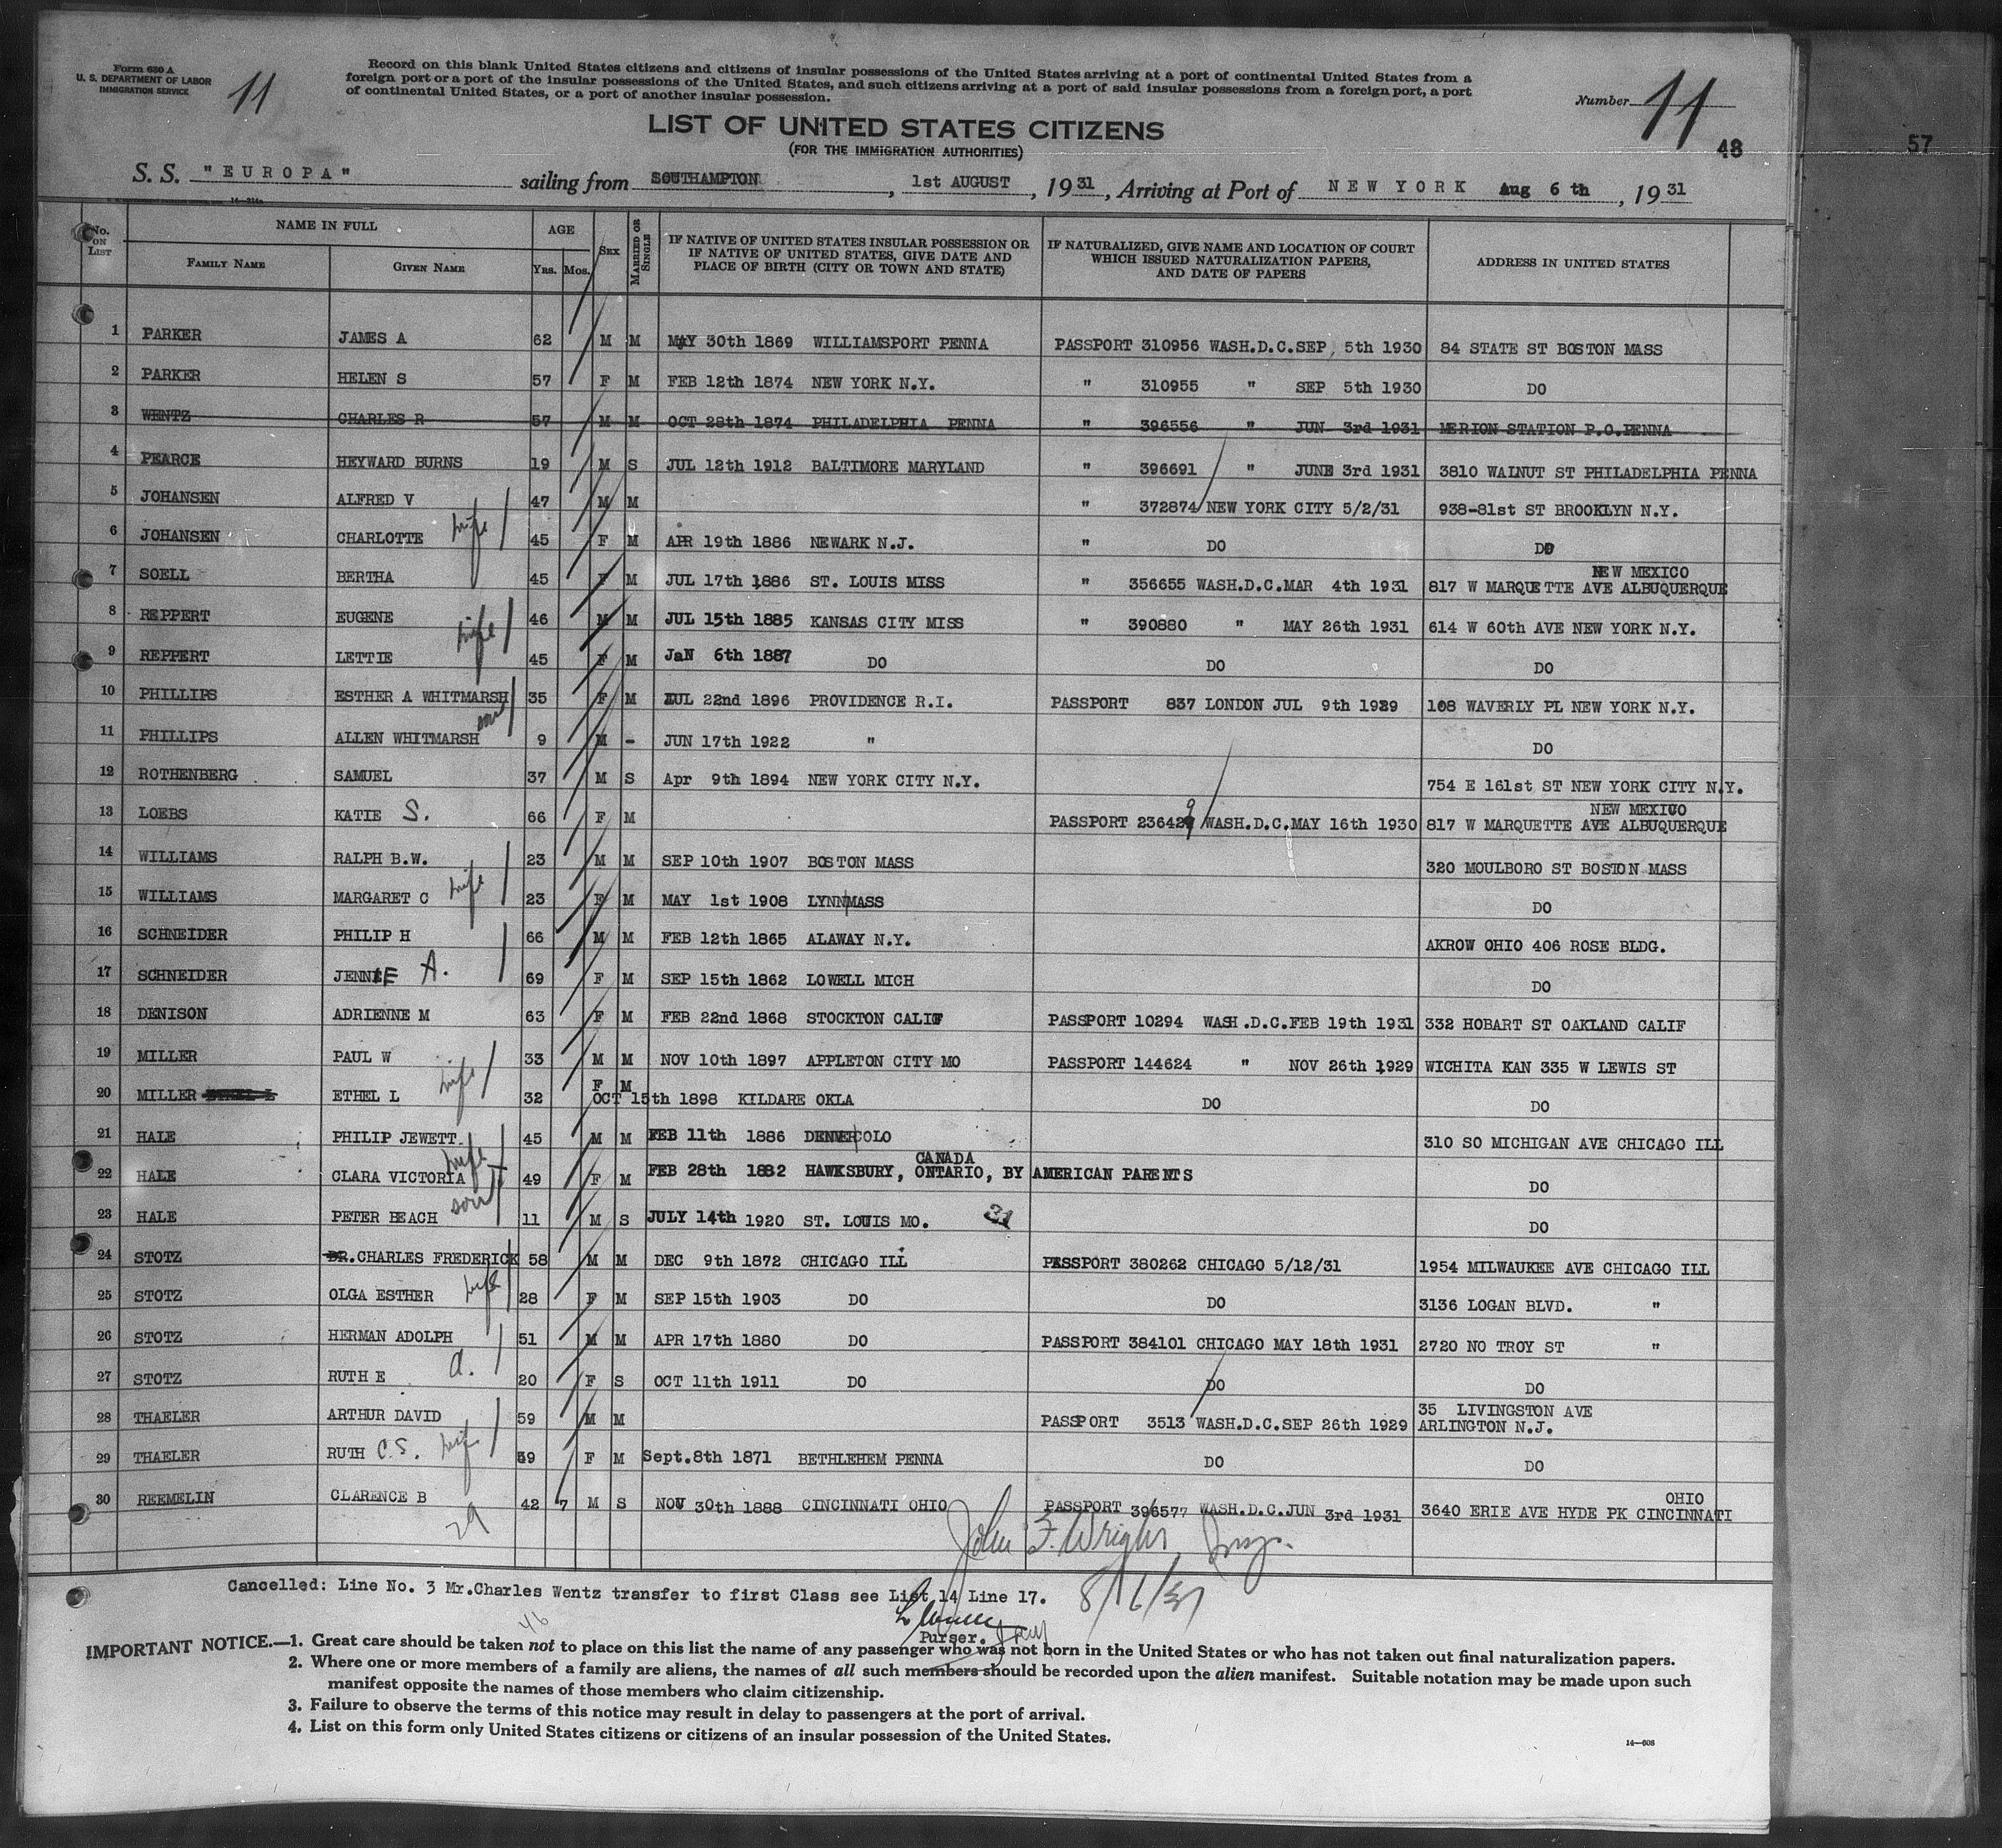 Form 630 A
U. S. DEPARTMENT OF LABOR
IMMIGRATION SERVICE
11
Record on this blank United States citizens and citizens of insular possessions of the United States arriving at a port of continental United States from a
foreign port or a port of the insular possessions of the United States, and such citizens arriving at a port of said insular possessions from a foreign port, a port
of continental United States, or a port of another insular possession.
Number 11
LIST OF UNITED STATES CITIZENS
(FOR THE IMMIGRATION AUTHORITIES)
48
57
S. S. "EUROPA" sailing from SOUTHAMPTON, 1st AUGUST, 1931, Arriving at Port of NEW YORK Aug 6th, 1931
No. ON LIST NAME IN FULL FAMILY NAME GIVEN NAME AGE YRS. MOS. SEX MARRIED OR SINGLE IF NATIVE OF UNITED STATES INSULAR POSSESSION OR IF NATIVE OF UNITED STATES, GIVE DATE AND PLACE OF BIRTH (CITY OR TOWN AND STATE) IF NATURALIZED, GIVE NAME AND LOCATION OF COURT WHICH ISSUED NATURALIZATION PAPERS, AND DATE OF PAPERS ADDRESS IN UNITED STATES
1 PARKER JAMES A 62 M M MAY 30th 1869 WILLIAMSPORT PENNA PASSPORT 310956 WASH.D.C.SEP 5th 1930 84 STATE ST BOSTON MASS
2 PARKER HELEN S 57 F M FEB 12th 1874 NEW YORK N.Y. " 310955 " SEP 5th 1930 DO
3 WENTZ CHARLES R 57 M M OCT 28th 1874 PHILADELPHIA PENNA " 396556 " JUN 3rd 1931 MERION STATION P.O.PENNA
4 PEARCE HEYWARD BURNS 19 M S JUL 12th 1912 BALTIMORE MARYLAND " 396691 " JUNE 3rd 1931 3810 WALNUT ST PHILADELPHIA PENNA
5 JOHANSEN ALFRED V 47 M M " 372874 NEW YORK CITY 5/2/31 938-81st ST BROOKLYN N.Y.
6 JOHANSEN CHARLOTTE wife 45 F M APR 19th 1886 NEWARK N.J. " DO DO
7 SOELL BERTHA 45 F M JUL 17th 1886 ST. LOUIS MISS " 356655 WASH.D.C.MAR 4th 1931 817 W MARQUETTE AVE ALBUQUERQUE NEW MEXICO
8 REPPERT EUGENE 46 M M JUL 15th 1885 KANSAS CITY MISS " 390880 " MAY 26th 1931 614 W 60th AVE NEW YORK N.Y.
9 REPPERT LETTIE wife 45 F M JaN 6th 1887 DO DO DO
10 PHILLIPS ESTHER A WHITMARSH 35 F M JUL 22nd 1896 PROVIDENCE R.I. PASSPORT 837 LONDON JUL 9th 1929 108 WAVERLY PL NEW YORK N.Y.
11 PHILLIPS ALLEN WHITMARSH son 9 M - JUN 17th 1922 " DO
12 ROTHENBERG SAMUEL 37 M S Apr 9th 1894 NEW YORK CITY N.Y. 754 E 161st ST NEW YORK CITY N.Y.
13 LOEBS KATIE S. 66 F M PASSPORT 236429 WASH.D.C.MAY 16th 1930 817 W MARQUETTE AVE ALBUQUERQUE NEW MEXICO
14 WILLIAMS RALPH B.W. 23 M M SEP 10th 1907 BOSTON MASS 320 MOULBORO ST BOSTON MASS
15 WILLIAMS MARGARET C wife 23 F M MAY 1st 1908 LYNN MASS DO
16 SCHNEIDER PHILIP H 66 M M FEB 12th 1865 ALAWAY N.Y. AKROW OHIO 406 ROSE BLDG.
17 SCHNEIDER JENNIE A. 69 F M SEP 15th 1862 LOWELL MICH DO
18 DENISON ADRIENNE M 63 F M FEB 22nd 1868 STOCKTON CALIF PASSPORT 10294 WASH.D.C.FEB 19th 1931 332 HOBART ST OAKLAND CALIF
19 MILLER PAUL W 33 M M NOV 10th 1897 APPLETON CITY MO PASSPORT 144624 " NOV 26th 1929 WICHITA KAN 335 W LEWIS ST
20 MILLER ETHEL L ETHEL L wife 32 F M OCT 15th 1898 KILDARE OKLA DO DO
21 HALE PHILIP JEWETT. 45 M M FEB 11th 1886 DENVER COLO 310 SO MICHIGAN AVE CHICAGO ILL
22 HALE CLARA VICTORIA wife 49 F M FEB 28th 1882 HAWKSBURY, ONTARIO, CANADA BY AMERICAN PARENTS DO
23 HALE PETER BEACH son 11 M S JULY 14th 1920 ST. LOUIS MO. 31 DO
24 STOTZ DR.CHARLES FREDERICK 58 M M DEC 9th 1872 CHICAGO ILL PASSPORT 380262 CHICAGO 5/12/31 1954 MILWAUKEE AVE CHICAGO ILL
25 STOTZ OLGA ESTHER wife 28 F M SEP 15th 1903 DO DO 3136 LOGAN BLVD. "
26 STOTZ HERMAN ADOLPH 51 M M APR 17th 1880 DO PASSPORT 384101 CHICAGO MAY 18th 1931 2720 NO TROY ST "
27 STOTZ RUTH E d. 20 F S OCT 11th 1911 DO DO DO
28 THAELER ARTHUR DAVID 59 M M PASSPORT 3513 WASH.D.C.SEP 26th 1929 35 LIVINGSTON AVE ARLINGTON N.J.
29 THAELER RUTH C.S. wife 59 F M Sept.8th 1871 BETHLEHEM PENNA DO DO
30 REEMELIN CLARENCE B 42 7 M S NOV 30th 1888 CINCINNATI OHIO PASSPORT 396577 WASH.D.C.JUN 3rd 1931 3640 ERIE AVE HYDE PK CINCINNATI OHIO
29
John F. Wright Insp.
Cancelled: Line No. 3 Mr.Charles Wentz transfer to first Class see List 14 Line 17. 8/6/31
46
Purser.
IMPORTANT NOTICE.—1. Great care should be taken not to place on this list the name of any passenger who was not born in the United States or who has not taken out final naturalization papers.
2. Where one or more members of a family are aliens, the names of all such members should be recorded upon the alien manifest. Suitable notation may be made upon such
manifest opposite the names of those members who claim citizenship.
3. Failure to observe the terms of this notice may result in delay to passengers at the port of arrival.
4. List on this form only United States citizens or citizens of an insular possession of the United States.
14—608